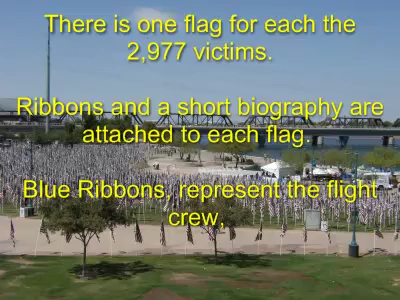 There is one flag for each the
2,977 victims.
Ribbons and a short biography are
attached to each flag.
Blue Ribbons, represent the flight
crew,